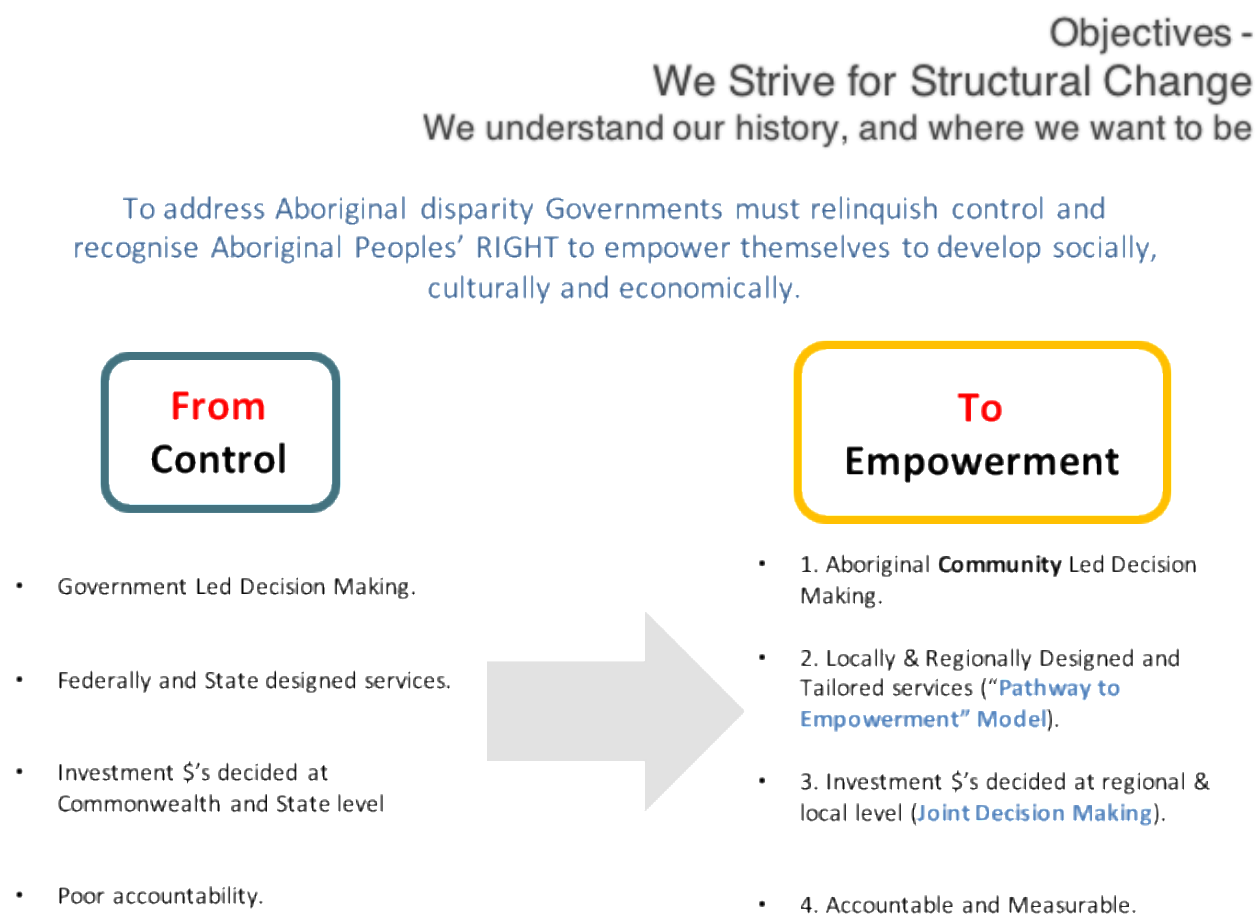 Objectives -
We Strive for Structural Change
We understand our history, and where we want to be
To address Aboriginal disparity Governments must relinquish control and
recognise Aboriginal Peoples’ RIGHT to empower themselves to develop socially,
culturally and economically.
From
Control
• Government Led Decision Making.
• Federally and State designed services.
• Investment $’s decided at
Commonwealth and State level
• Poor accountability.
To
Empowerment
• 1. Aboriginal Community Led Decision
Making.
• 2. Locally & Regionally Designed and
Tailored services (“Pathway to
Empowerment” Model).
• 3. Investment $’s decided at regional &
local level (Joint Decision Making).
• 4. Accountable and Measurable.